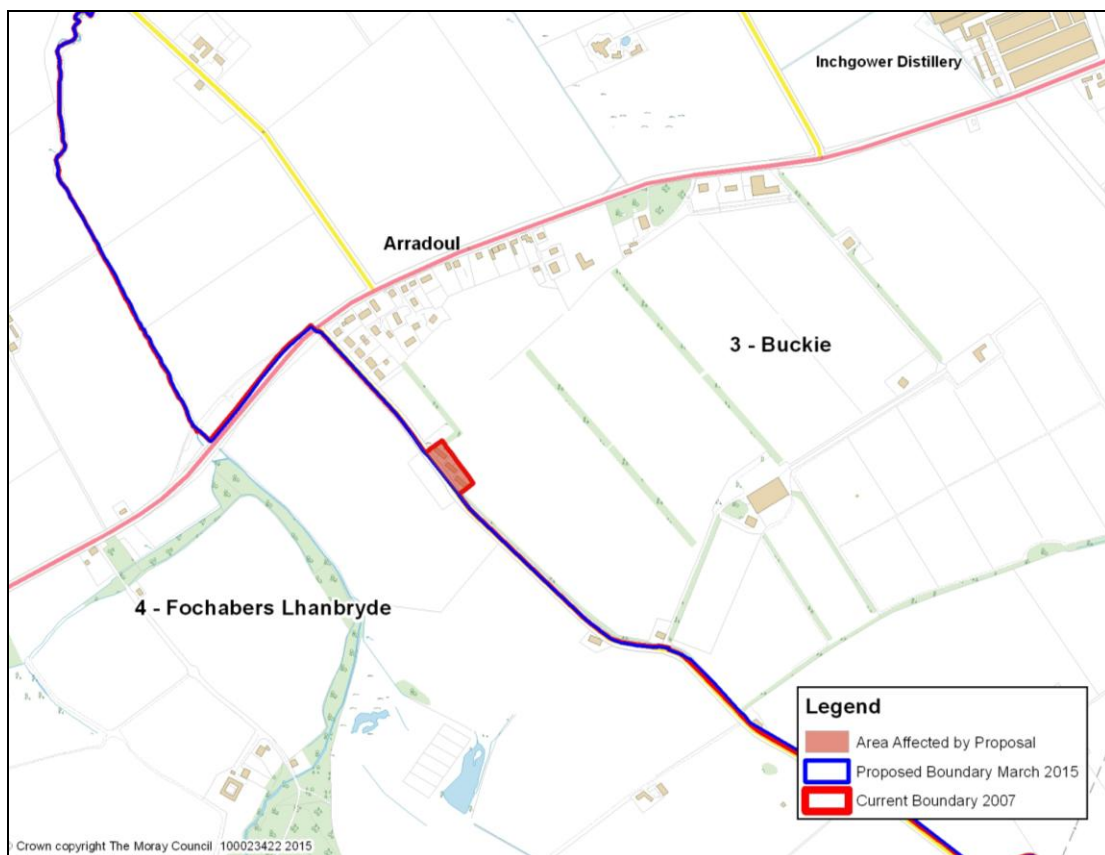 Inchgower Distillery
Arradoul
3 - Buckie
4 - Fochabers Lhanbryde
Legend
Area Affected by Proposal
Proposed Boundary March 2015
Current Boundary 2007
Crown copyright The Moray Council 100023422 2015